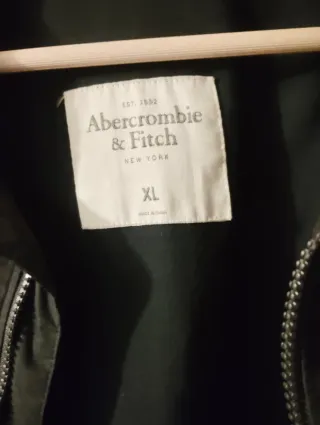 EST. 1892
Abercrombie
& Fitch
NEW YORK
XL